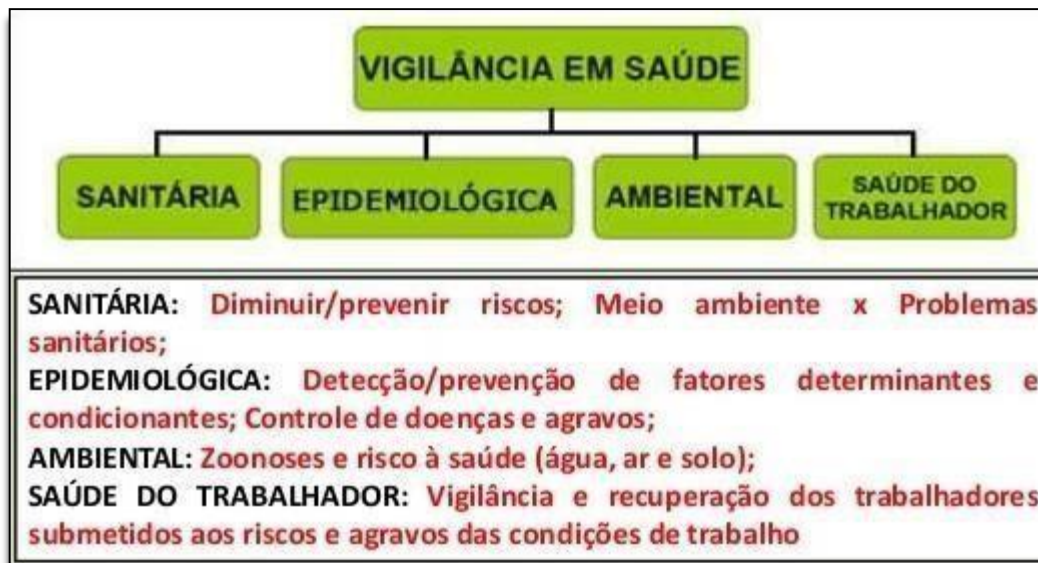 VIGILÂNCIA EM SAÚDE
SANITÁRIA
EPIDEMIOLÓGICA
AMBIENTAL
SAÚDE DO
TRABALHADOR
SANITÁRIA: Diminuir/prevenir riscos; Meio ambiente x Problemas
sanitários;
EPIDEMIOLÓGICA: Detecção/prevenção de fatores determinantes e
condicionantes; Controle de doenças e agravos;
AMBIENTAL: Zoonoses e risco à saúde (água, ar e solo);
SAÚDE DO TRABALHADOR: Vigilância e recuperação dos trabalhadores
submetidos aos riscos e agravos das condições de trabalho